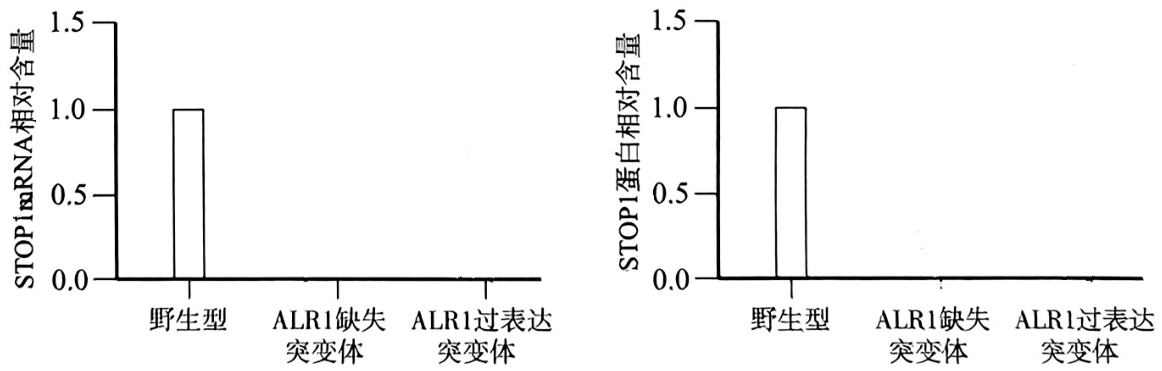 STOP1mRNA相对含量
1.5
1.0
0.5
0.0
野生型
ALR1缺失
突变体
ALR1过表达
突变体
STOP1蛋白相对含量
1.5
1.0
0.5
0.0
野生型
ALR1缺失
突变体
ALR1过表达
突变体